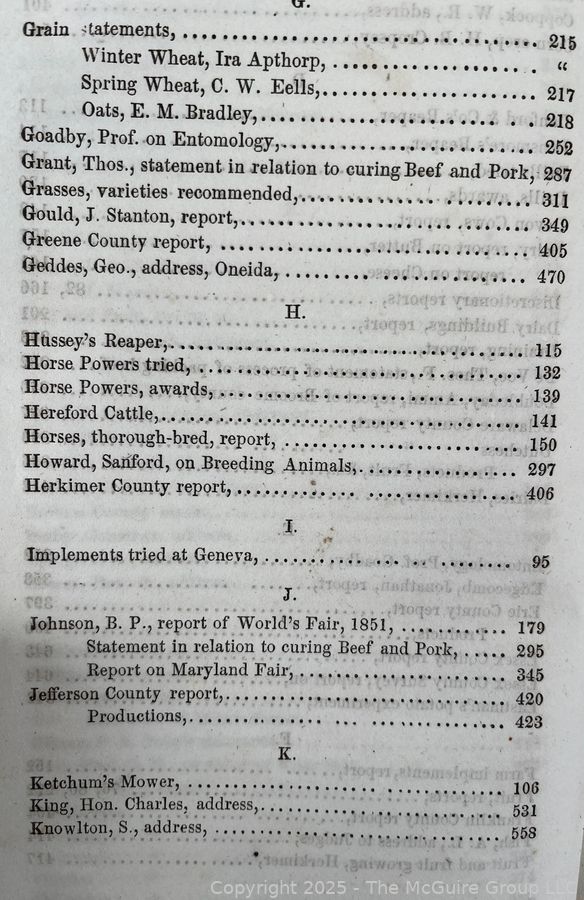 G.
Grain statements, 215
Winter Wheat, Ira Apthorp, "
Spring Wheat, C. W. Eells, 217
Oats, E. M. Bradley, 218
Goadby, Prof. on Entomology, 252
Grant, Thos., statement in relation to curing Beef and Pork, 287
Grasses, varieties recommended, 311
Gould, J. Stanton, report, 349
Greene County report, 405
Geddes, Geo., address, Oneida, 470
H.
Hussey's Reaper, 115
Horse Powers tried, 132
Horse Powers, awards, 139
Hereford Cattle, 141
Horses, thorough-bred, report, 150
Howard, Sanford, on Breeding Animals, 297
Herkimer County report, 406
I.
Implements tried at Geneva, 95
J.
Johnson, B. P., report of World's Fair, 1851, 179
Statement in relation to curing Beef and Pork, 295
Report on Maryland Fair, 345
Jefferson County report, 420
Productions, 423
K.
Ketchum's Mower, 106
King, Hon. Charles, address, 531
Knowlton, S., address, 558
Copyright 2025 - The McGuire Group LLC